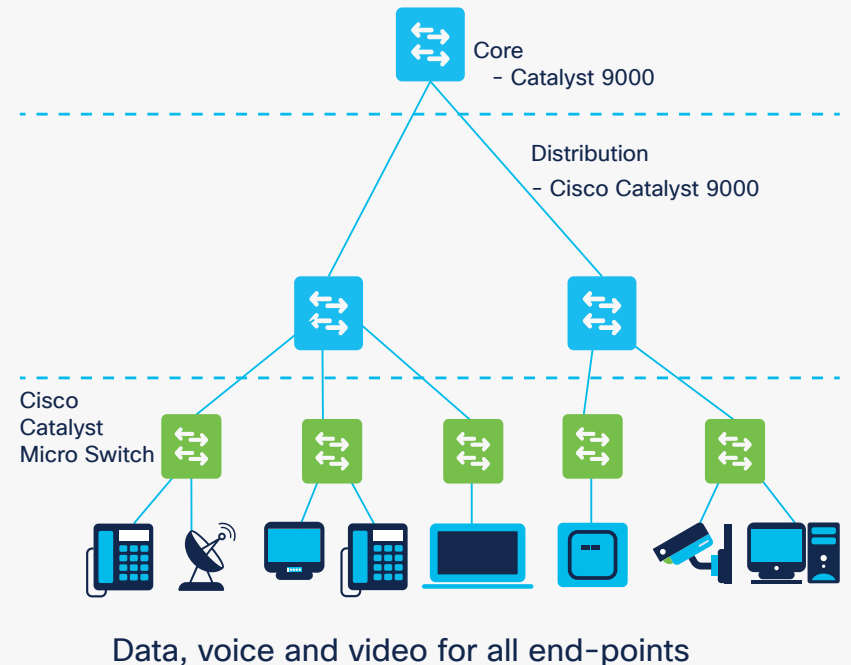 Core
- Catalyst 9000
Distribution
- Cisco Catalyst 9000
Cisco
Catalyst
Micro Switch
Data, voice and video for all end-points